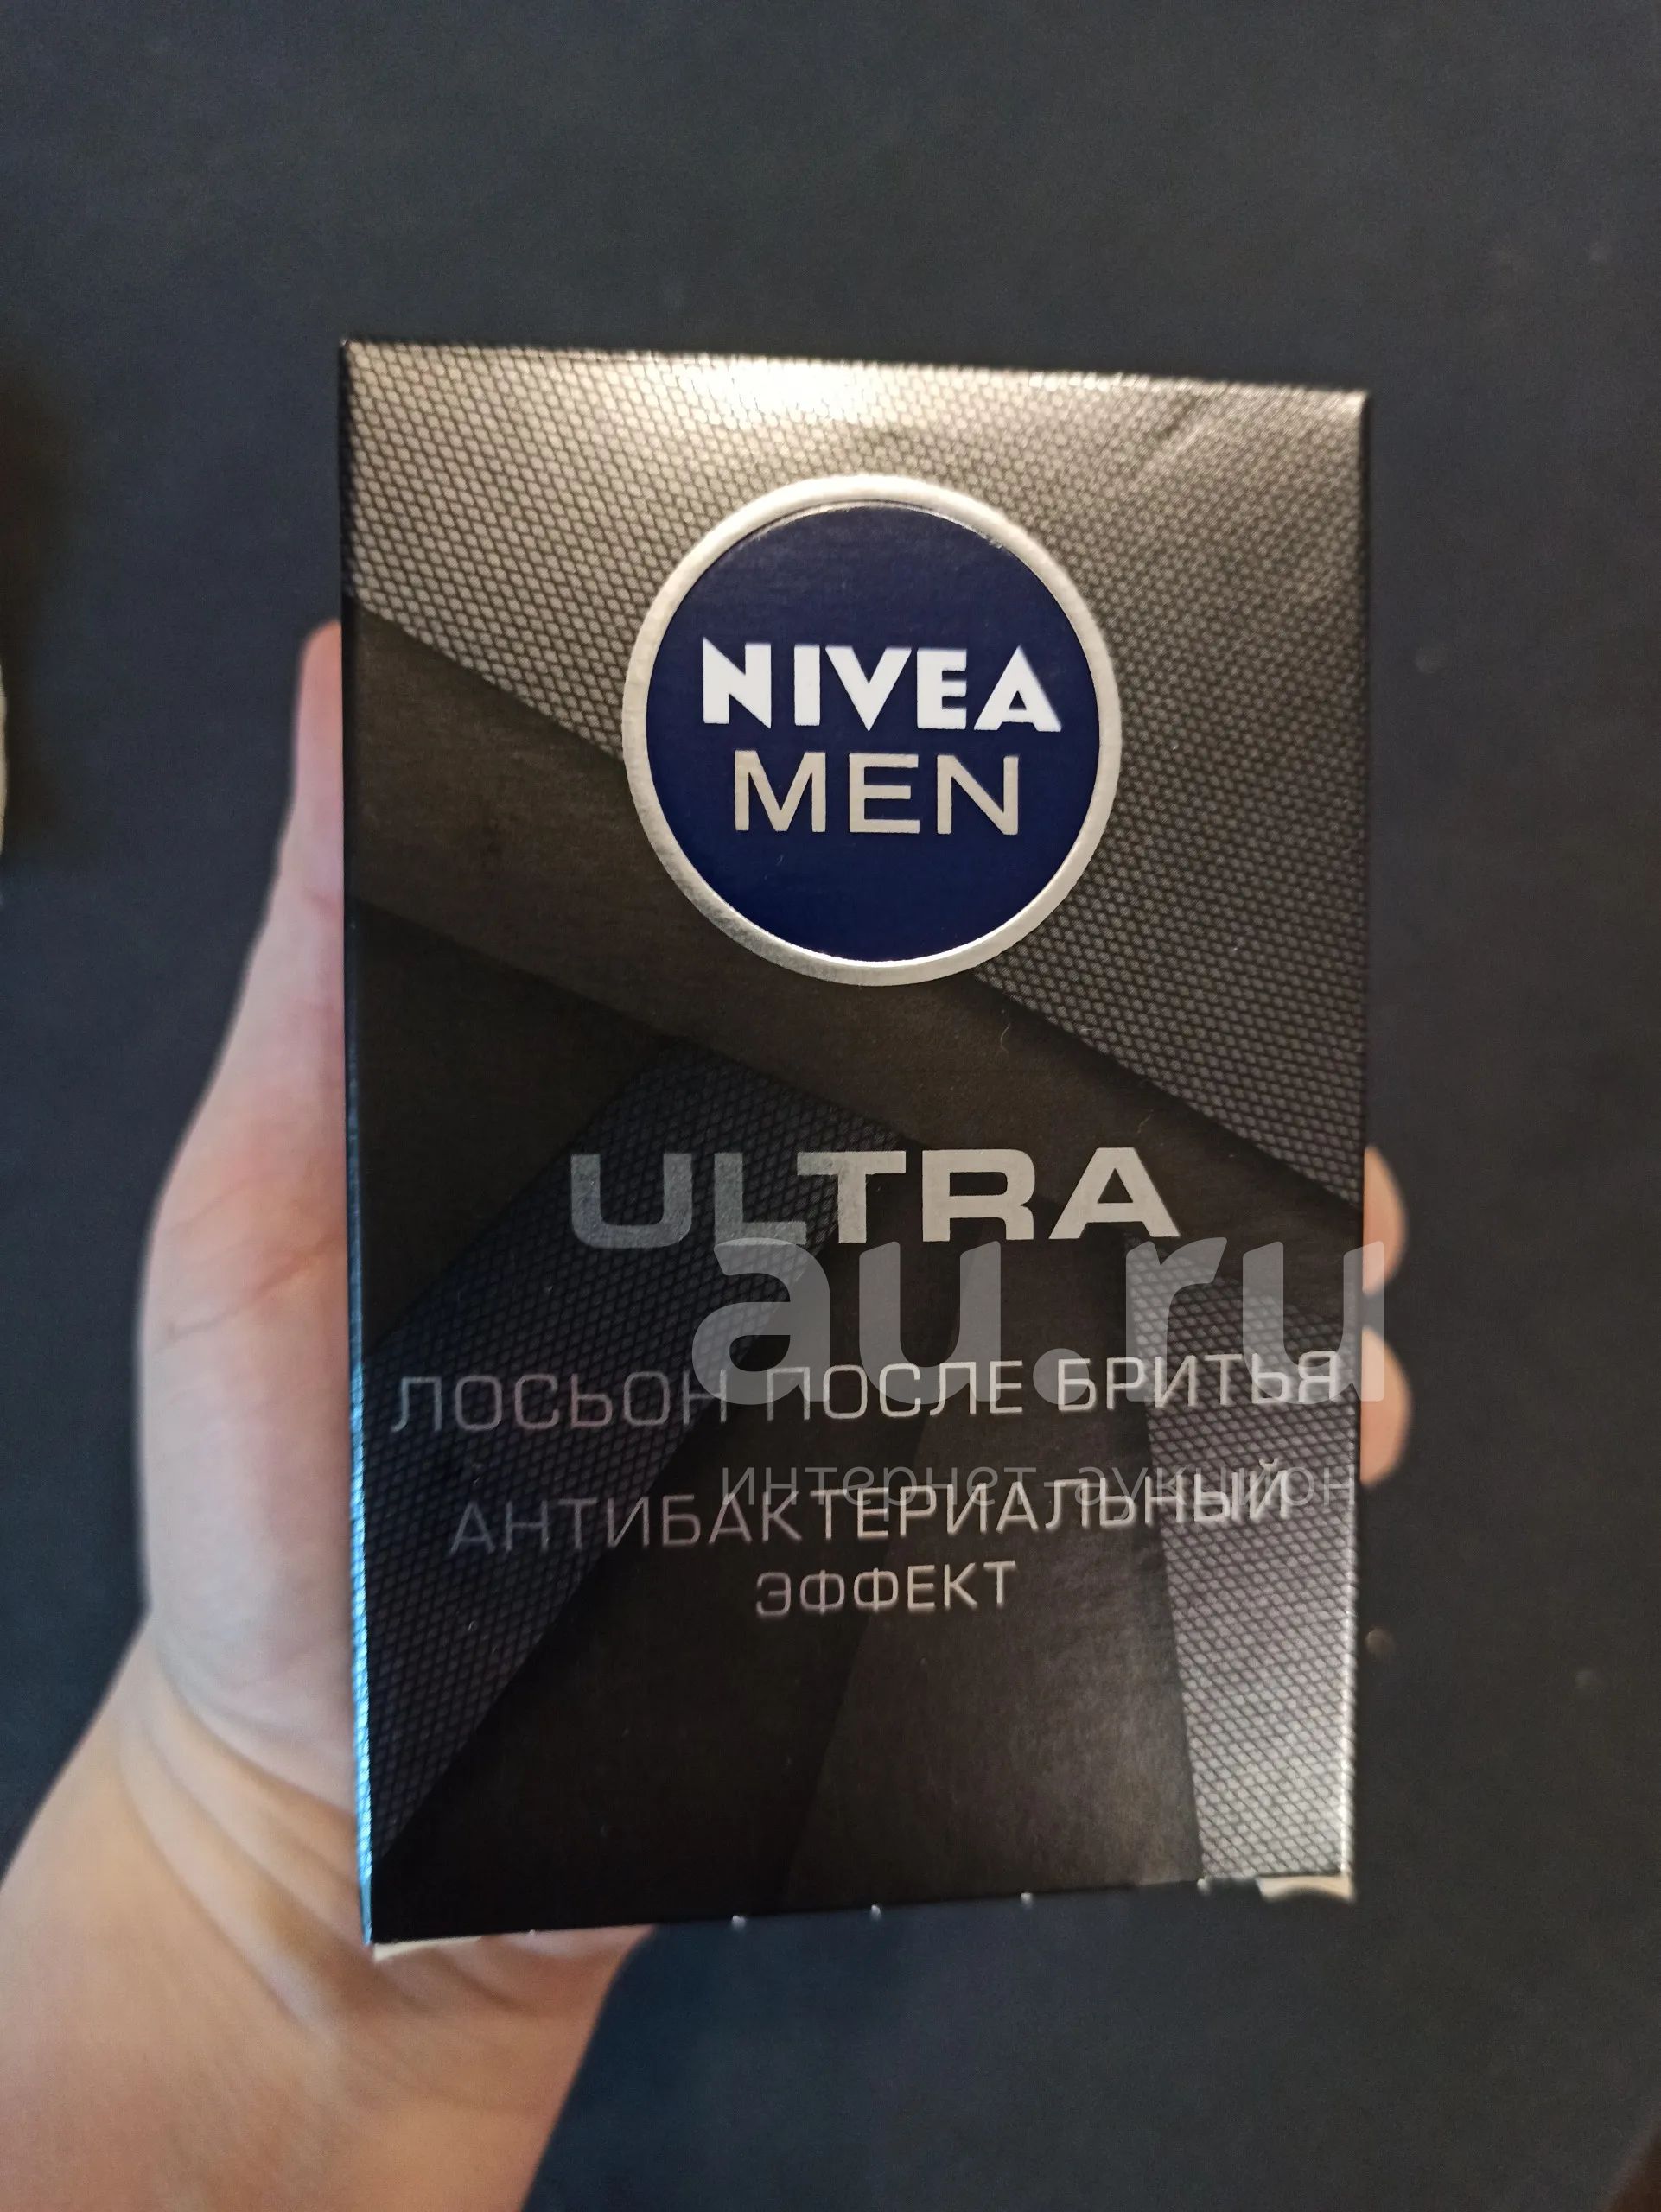 NIVEA
MEN
ULTRA
au.ru
ЛОСЬОН ПОСЛЕ БРИТЬЯ
интернет-аукцион
АНТИБАКТЕРИАЛЬНЫЙ
ЭФФЕКТ